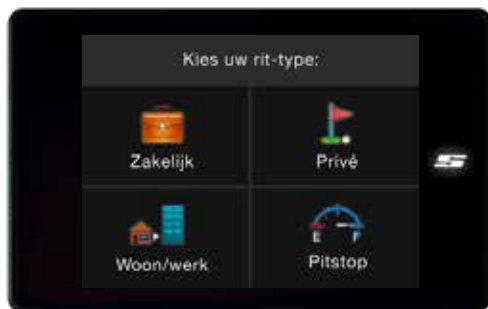 Kies uw rit-type:
Zakelijk
Privé
E F
Woon/werk
Pitstop